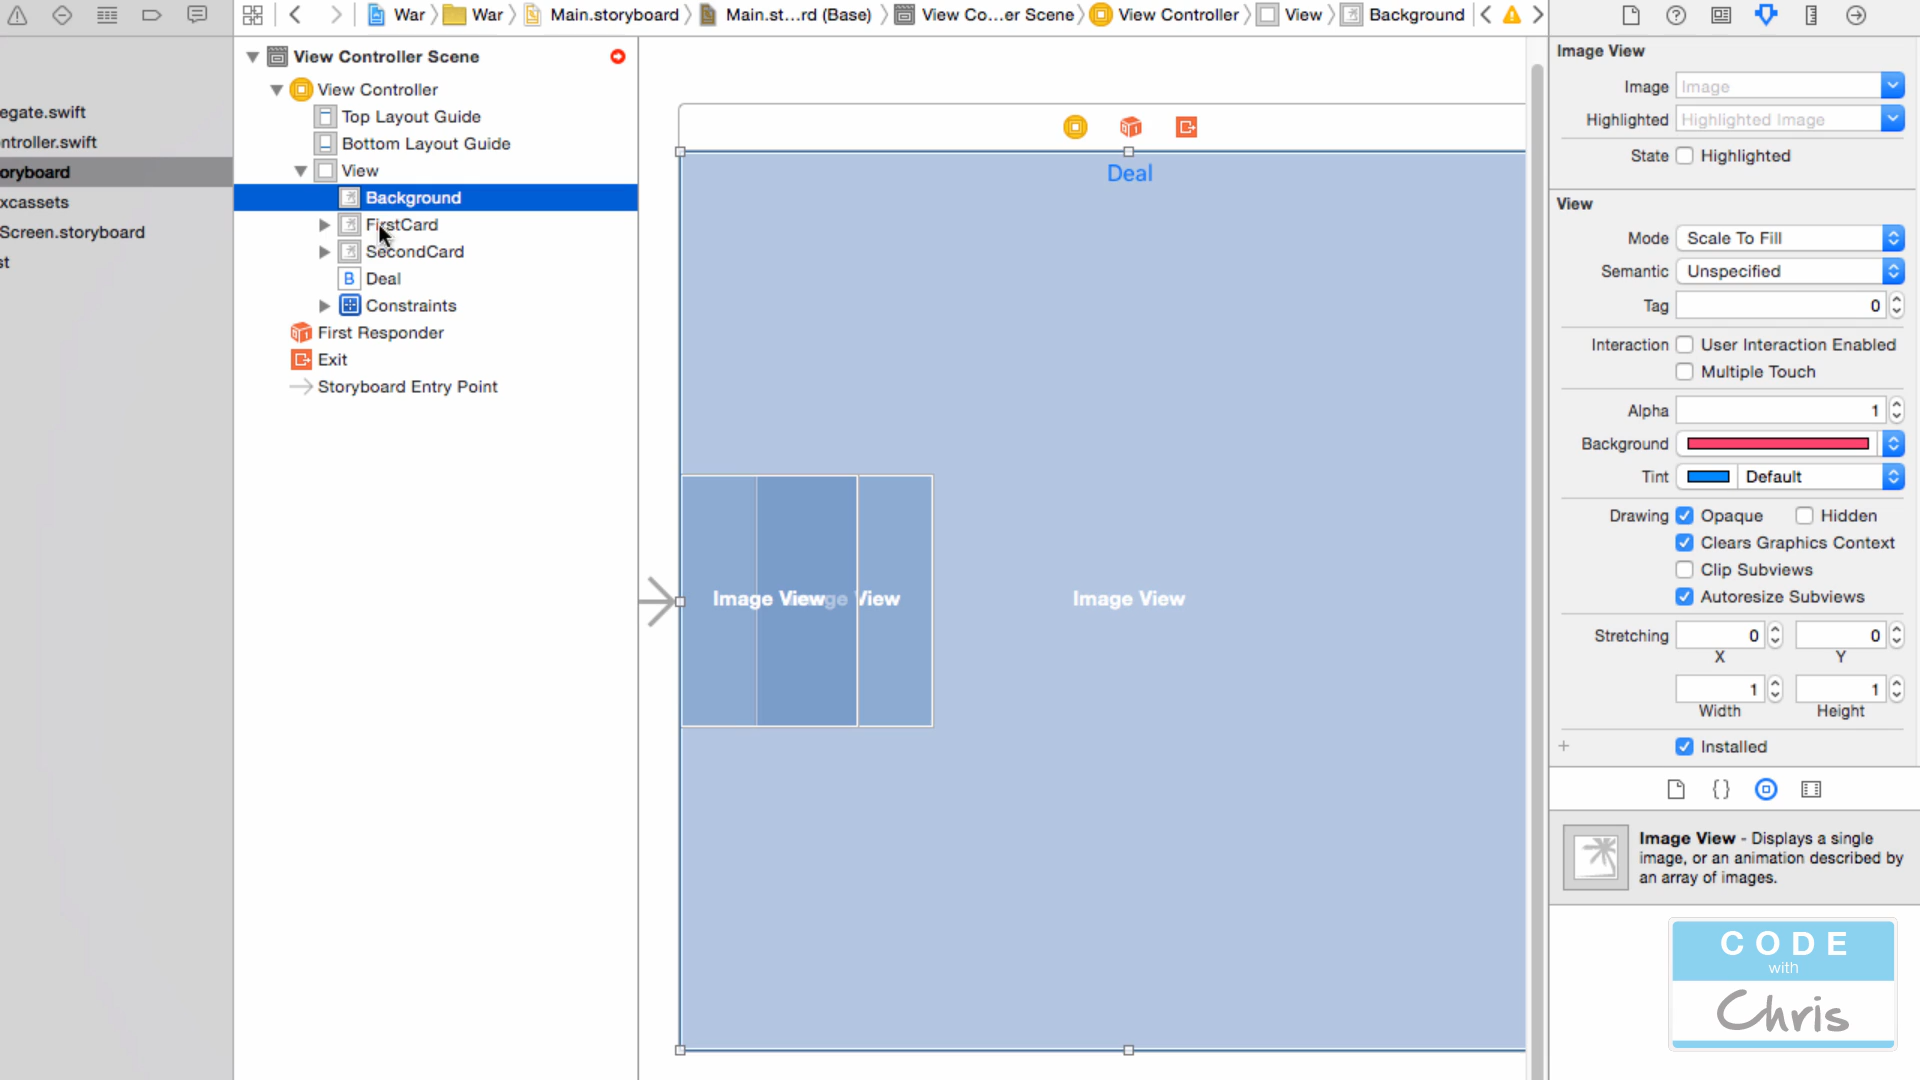 War
War
Main.storyboard
Main.st...rd (Base)
View Co...er Scene
View Controller
View
Background
egate.swift
ntroller.swift
oryboard
xcassets
Screen.storyboard
st
View Controller Scene
View Controller
Top Layout Guide
Bottom Layout Guide
View
Background
FirstCard
SecondCard
B Deal
Constraints
First Responder
Exit
Storyboard Entry Point
Deal
Image View
View
Image View
Image View
Image Image
Highlighted Highlighted Image
State Highlighted
View
Mode Scale To Fill
Semantic Unspecified
Tag 0
Interaction User Interaction Enabled
Multiple Touch
Alpha 1
Background
Tint Default
Drawing Opaque Hidden
Clears Graphics Context
Clip Subviews
Autoresize Subviews
Stretching 0 0
X Y
1 1
Width Height
+ Installed
{}
Image View - Displays a single
image, or an animation described by
an array of images.
CODE
with
Chris